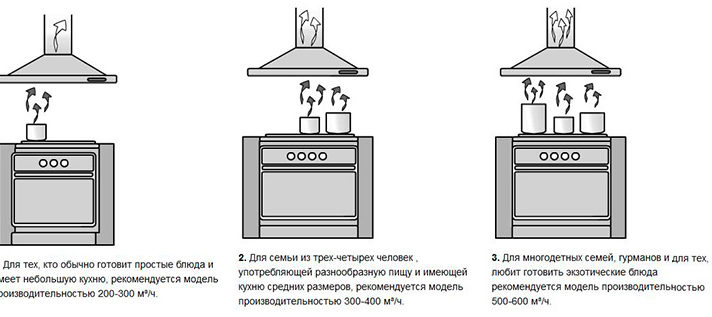 Для тех, кто обычно готовит простые блюда и
меет небольшую кухню, рекомендуется модель
роизводительностью 200-300 м³/ч.
2. Для семьи из трех-четырех человек ,
употребляющей разнообразную пищу и имеющей
кухню средних размеров, рекомендуется модель
производительностью 300-400 м³/ч.
3. Для многодетных семей, гурманов и для тех,
любит готовить экзотические блюда
рекомендуется модель производительностью
500-600 м³/ч.